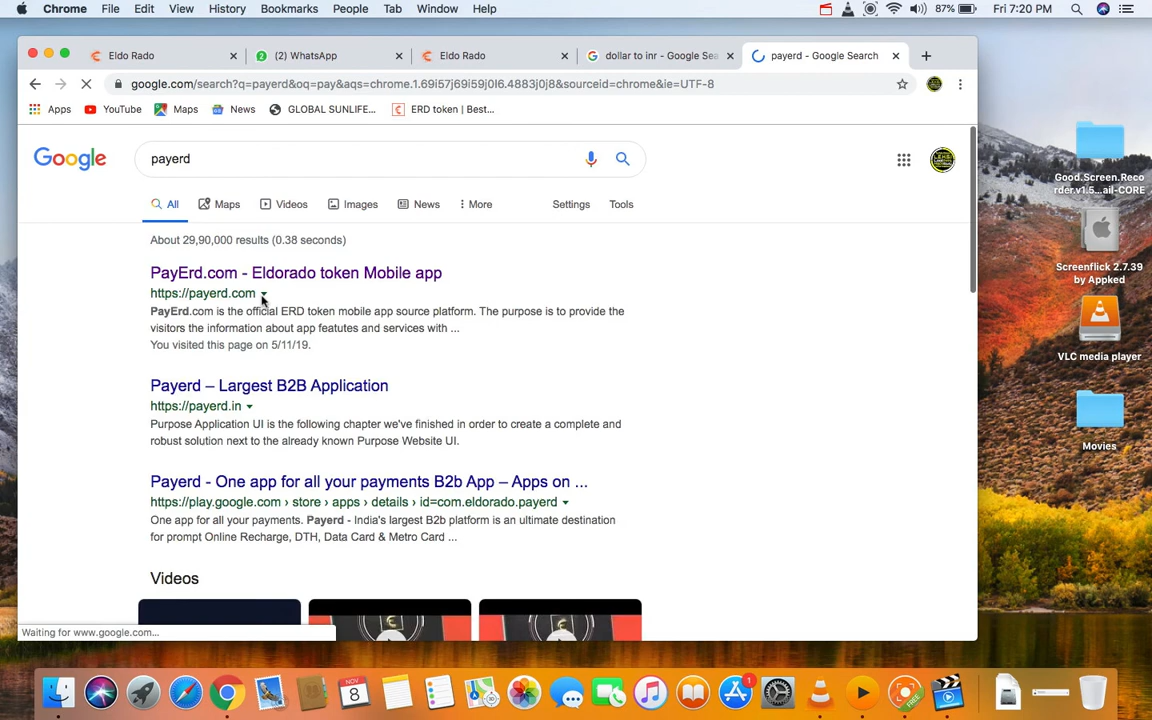 Chrome File Edit View History Bookmarks People Tab Window Help 87% Fri 7:20 PM
Eldo Rado (2) WhatsApp Eldo Rado dollar to inr - Google Sea payerd - Google Search
google.com/search?q=payerd&oq=pay&aqs=chrome.1.69i57j69i59j0l6.4883j0j8&sourceid=chrome&ie=UTF-8
Apps YouTube Maps News GLOBAL SUNLIFE... ERD token | Best...
Google payerd
All Maps Videos Images News More Settings Tools
About 29,90,000 results (0.38 seconds)
PayErd.com - Eldorado token Mobile app
https://payerd.com
PayErd.com is the official ERD token mobile app source platform. The purpose is to provide the
visitors the information about app featutes and services with ...
You visited this page on 5/11/19.
Payerd – Largest B2B Application
https://payerd.in
Purpose Application UI is the following chapter we've finished in order to create a complete and
robust solution next to the already known Purpose Website UI.
Payerd - One app for all your payments B2b App – Apps on ...
https://play.google.com › store › apps › details › id=com.eldorado.payerd
One app for all your payments. Payerd - India's largest B2b platform is an ultimate destination
for prompt Online Recharge, DTH, Data Card & Metro Card ...
Videos
Waiting for www.google.com...
Good.Screen.Reco
rder.v1.5...ail-CORE
Screenflick 2.7.39
by Appked
VLC media player
Movies
NOV
8
1
FREE